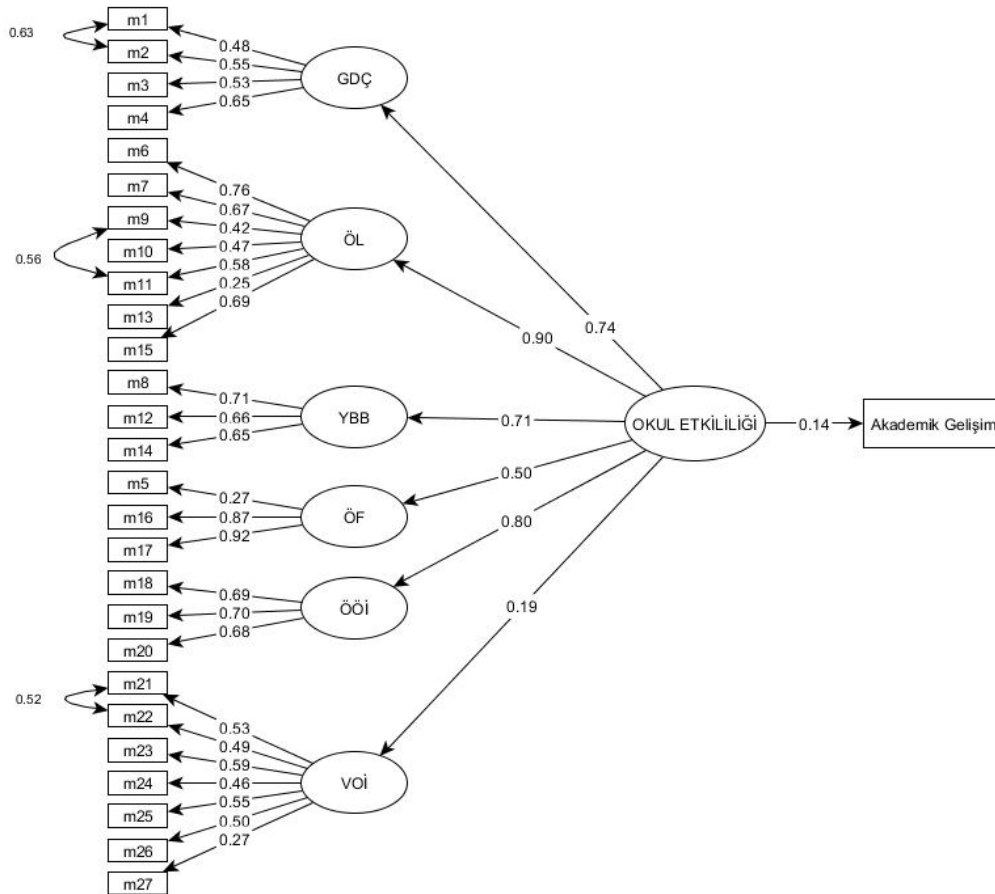 m1
0.63
m2
m3
m4
0.48
0.55
0.53
0.65
GDÇ
m6
m7
m9
m10
0.56
m11
m13
m15
0.76
0.67
0.42
0.47
0.58
0.25
0.69
ÖL
m8
m12
m14
0.71
0.66
0.65
YBB
m5
m16
m17
0.27
0.87
0.92
ÖF
m18
m19
m20
0.69
0.70
0.68
ÖÖİ
m21
0.52
m22
m23
m24
m25
m26
m27
0.53
0.49
0.59
0.46
0.55
0.50
0.27
VOİ
0.74
0.90
0.71
0.50
0.80
0.19
OKUL ETKİLİLİĞİ
0.14
Akademik Gelişim